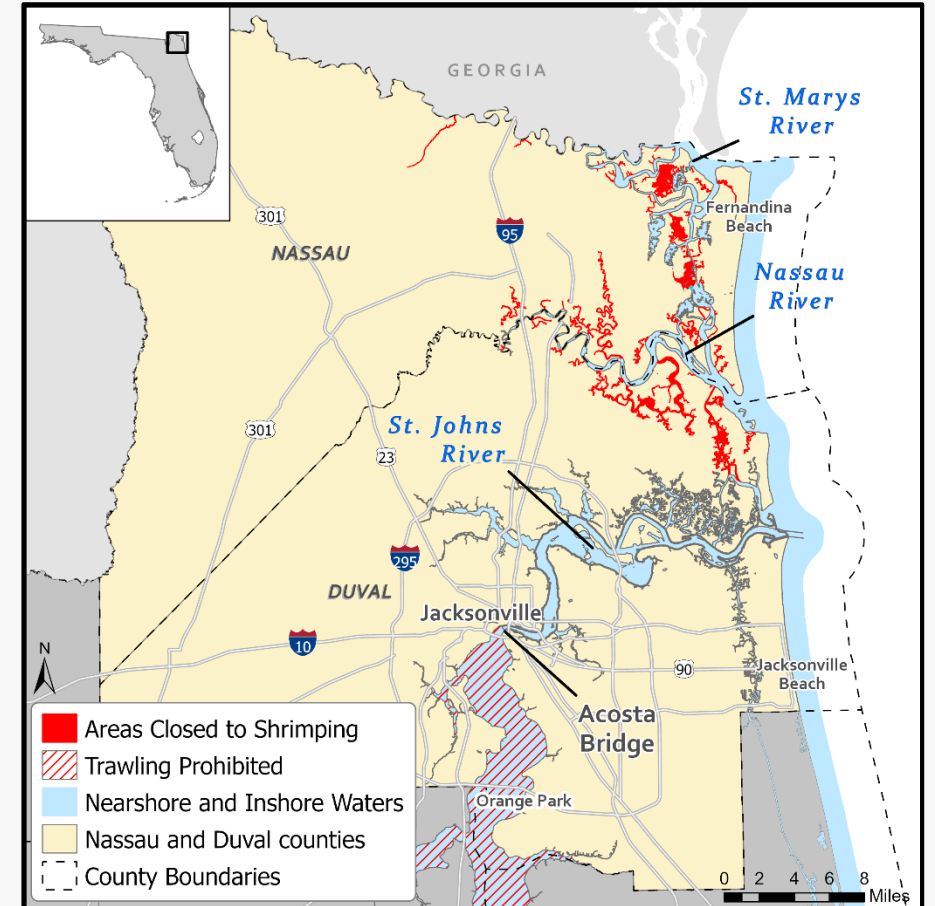 GEORGIA
St. Marys
River
Fernandina
Beach
301
95
NASSAU
Nassau
River
301
St. Johns
River
23
295
DUVAL
Jacksonville
10
90
Jacksonville
Beach
Acosta
Bridge
Orange Park
N
Areas Closed to Shrimping
Trawling Prohibited
Nearshore and Inshore Waters
Nassau and Duval counties
County Boundaries
0 2 4 6 8
Miles